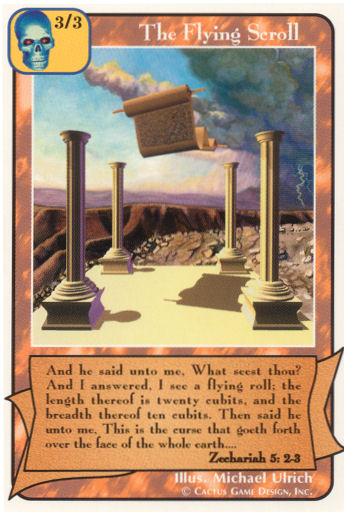 3/3
The Flying Scroll
And he said unto me, What seest thou?
And I answered, I see a flying roll; the
length thereof is twenty cubits, and the
breadth thereof ten cubits. Then said he
unto me, This is the curse that goeth forth
over the face of the whole earth....
Zechariah 5: 2-3
Illus. Michael Ulrich
© Cactus Game Design, Inc.